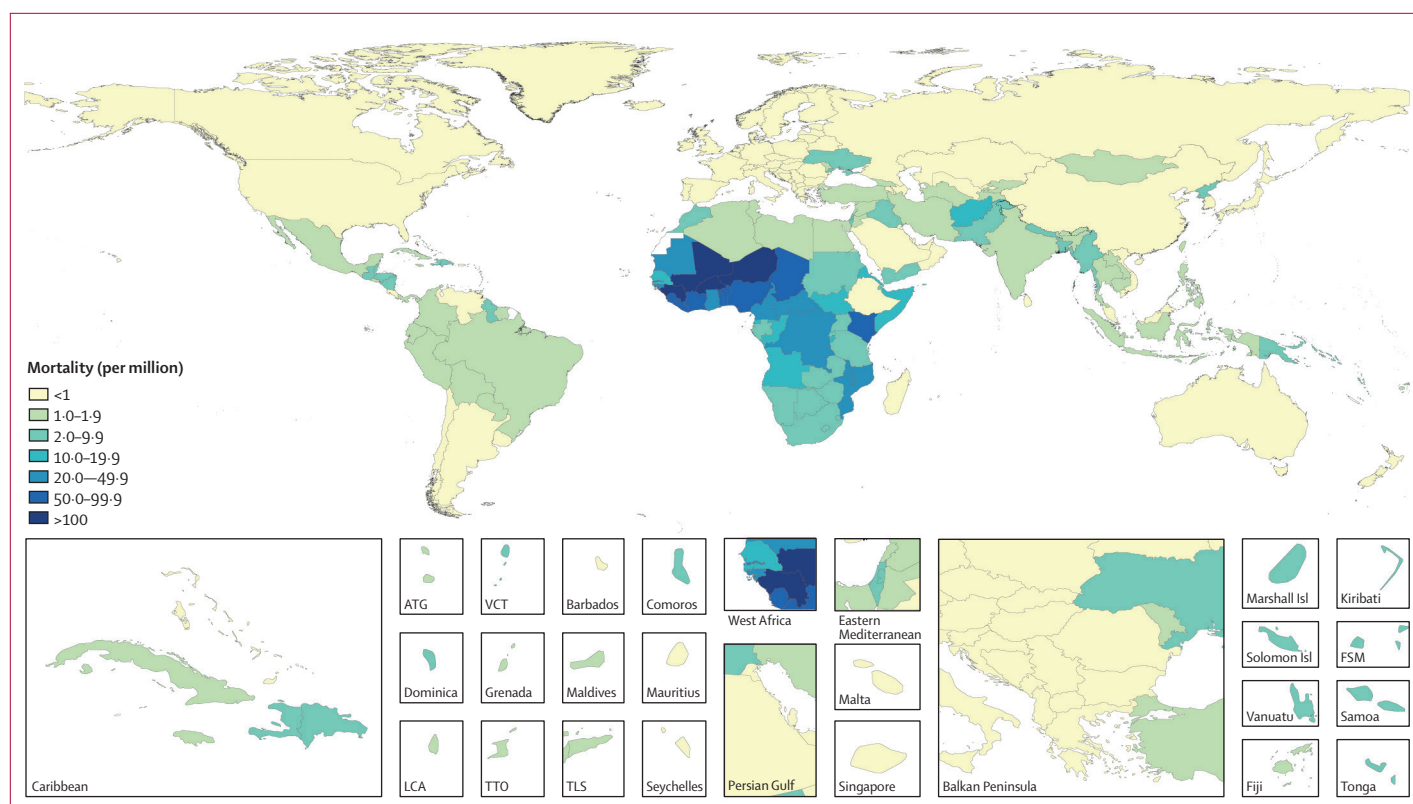 Mortality (per million)
<1
1·0–1·9
2·0–9·9
10·0–19·9
20·0—49·9
50·0–99·9
>100
Caribbean
ATG
VCT
Barbados
Comoros
West Africa
Eastern
Mediterranean
Balkan Peninsula
Marshall Isl
Kiribati
Dominica
Grenada
Maldives
Mauritius
Persian Gulf
Malta
Solomon Isl
FSM
LCA
TTO
TLS
Seychelles
Singapore
Vanuatu
Samoa
Fiji
Tonga